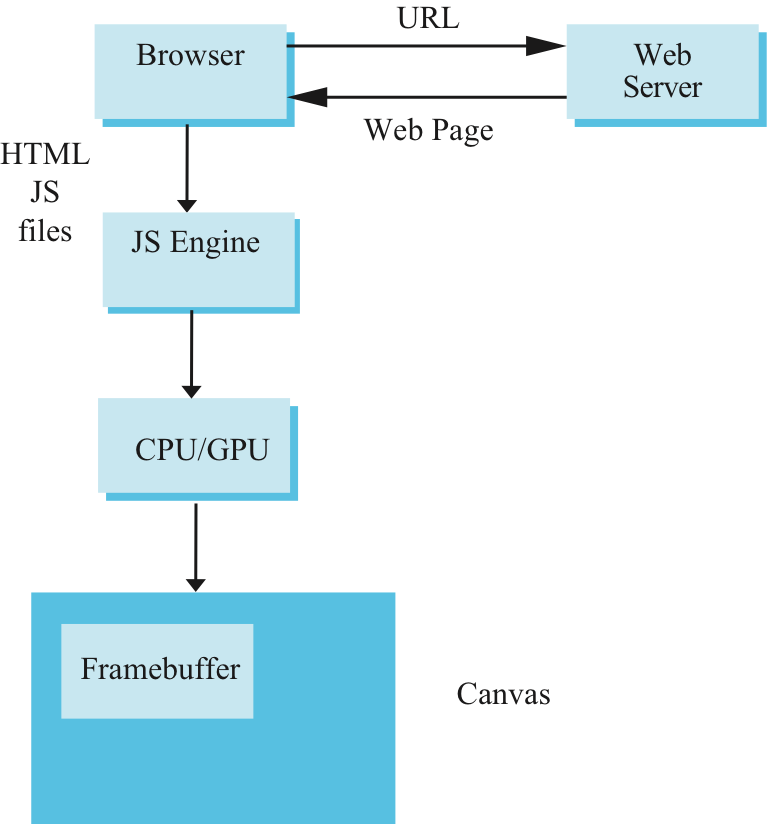 URL
Browser
Web
Server
Web Page
HTML
JS
files
JS Engine
CPU/GPU
Framebuffer
Canvas